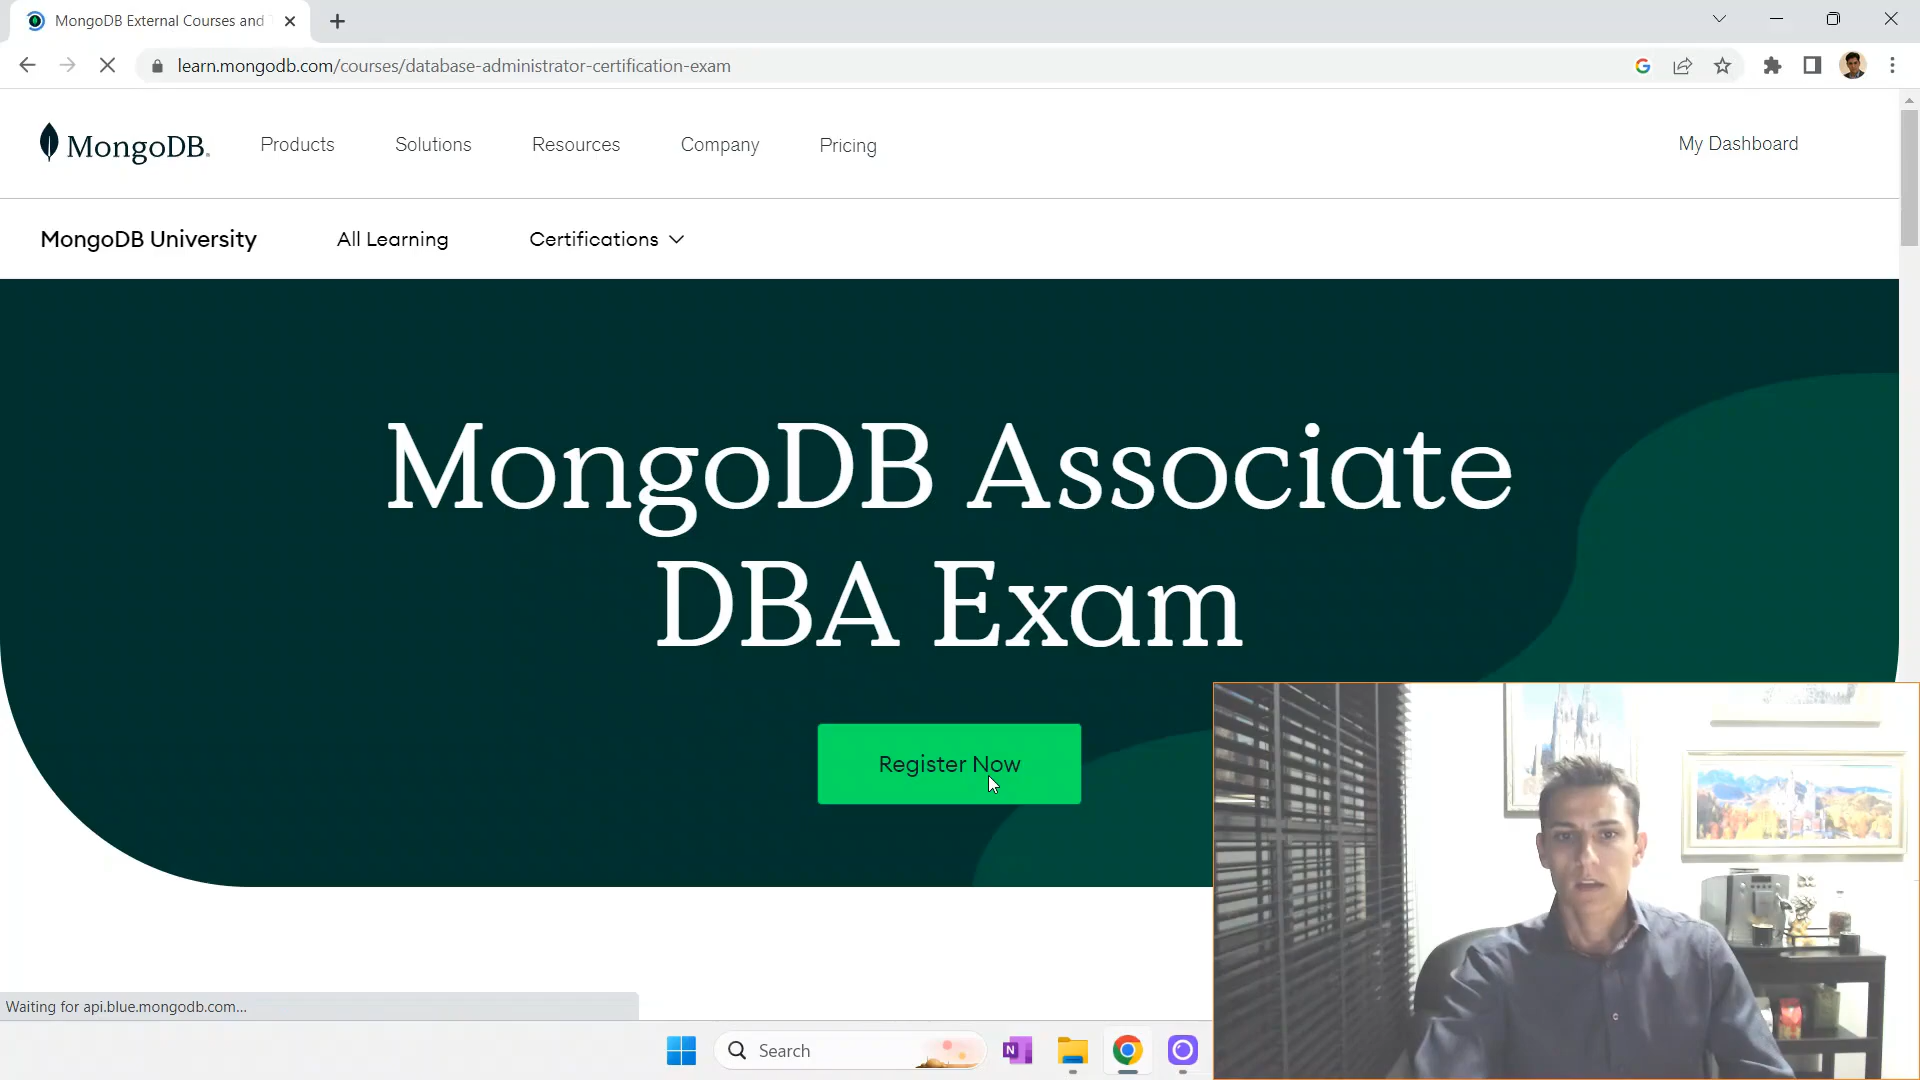 MongoDB External Courses and
learn.mongodb.com/courses/database-administrator-certification-exam
MongoDB.
Products
Solutions
Resources
Company
Pricing
My Dashboard
MongoDB University
All Learning
Certifications
MongoDB Associate
DBA Exam
Register Now
Waiting for api.blue.mongodb.com...
Search
N